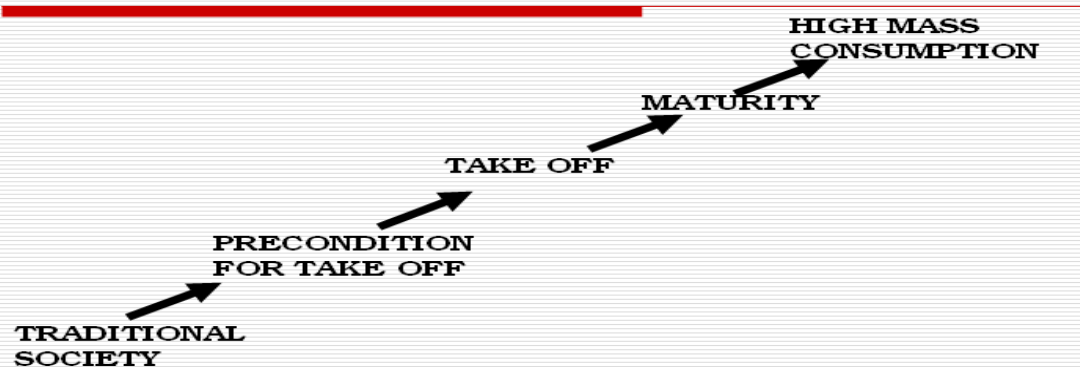 HIGH MASS
CONSUMPTION
MATURITY
TAKE OFF
PRECONDITION
FOR TAKE OFF
TRADITIONAL
SOCIETY